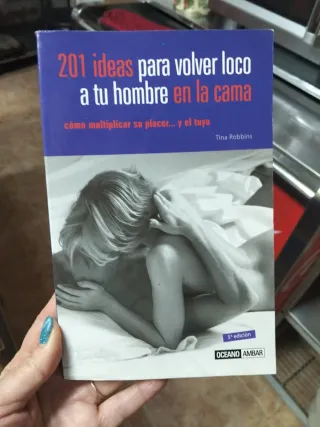 201 ideas para volver loco
a tu hombre en la cama
cómo multiplicar su placer... y el tuyo
Tina Robbins
5ª edición
OCEANO AMBAR